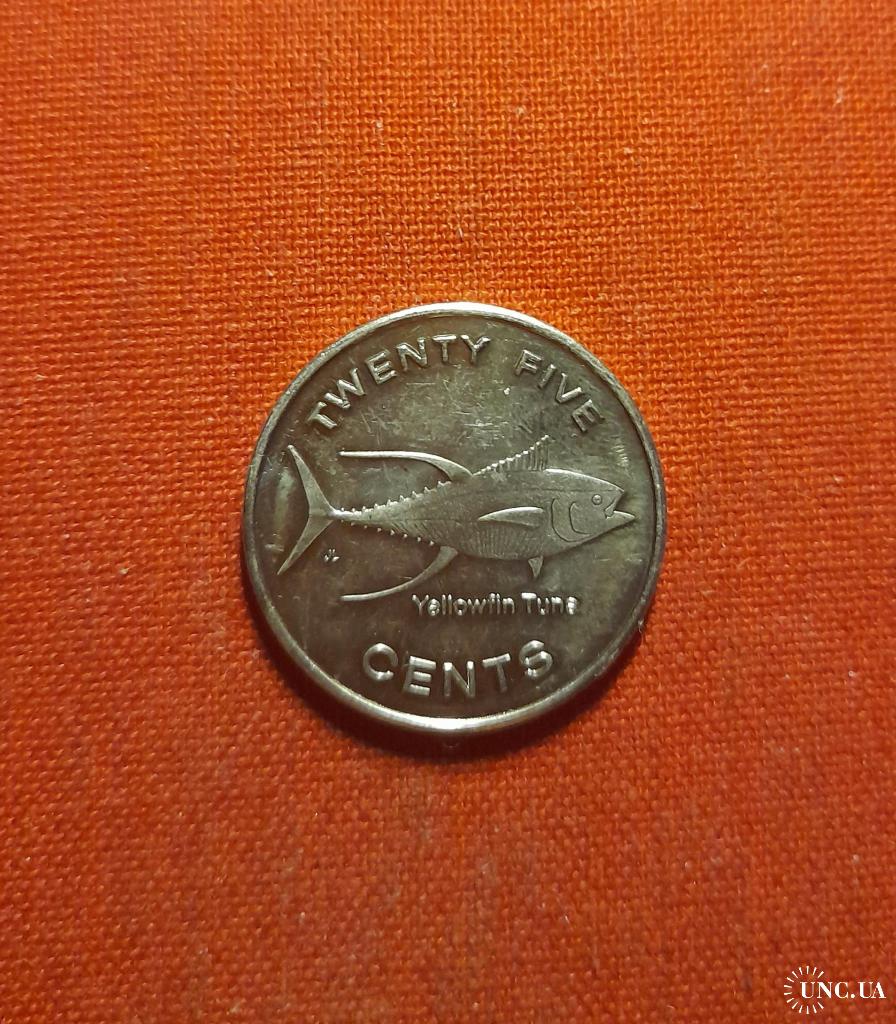 TWENTY FIVE
Yellowfin Tuna
CENTS
UNC.UA